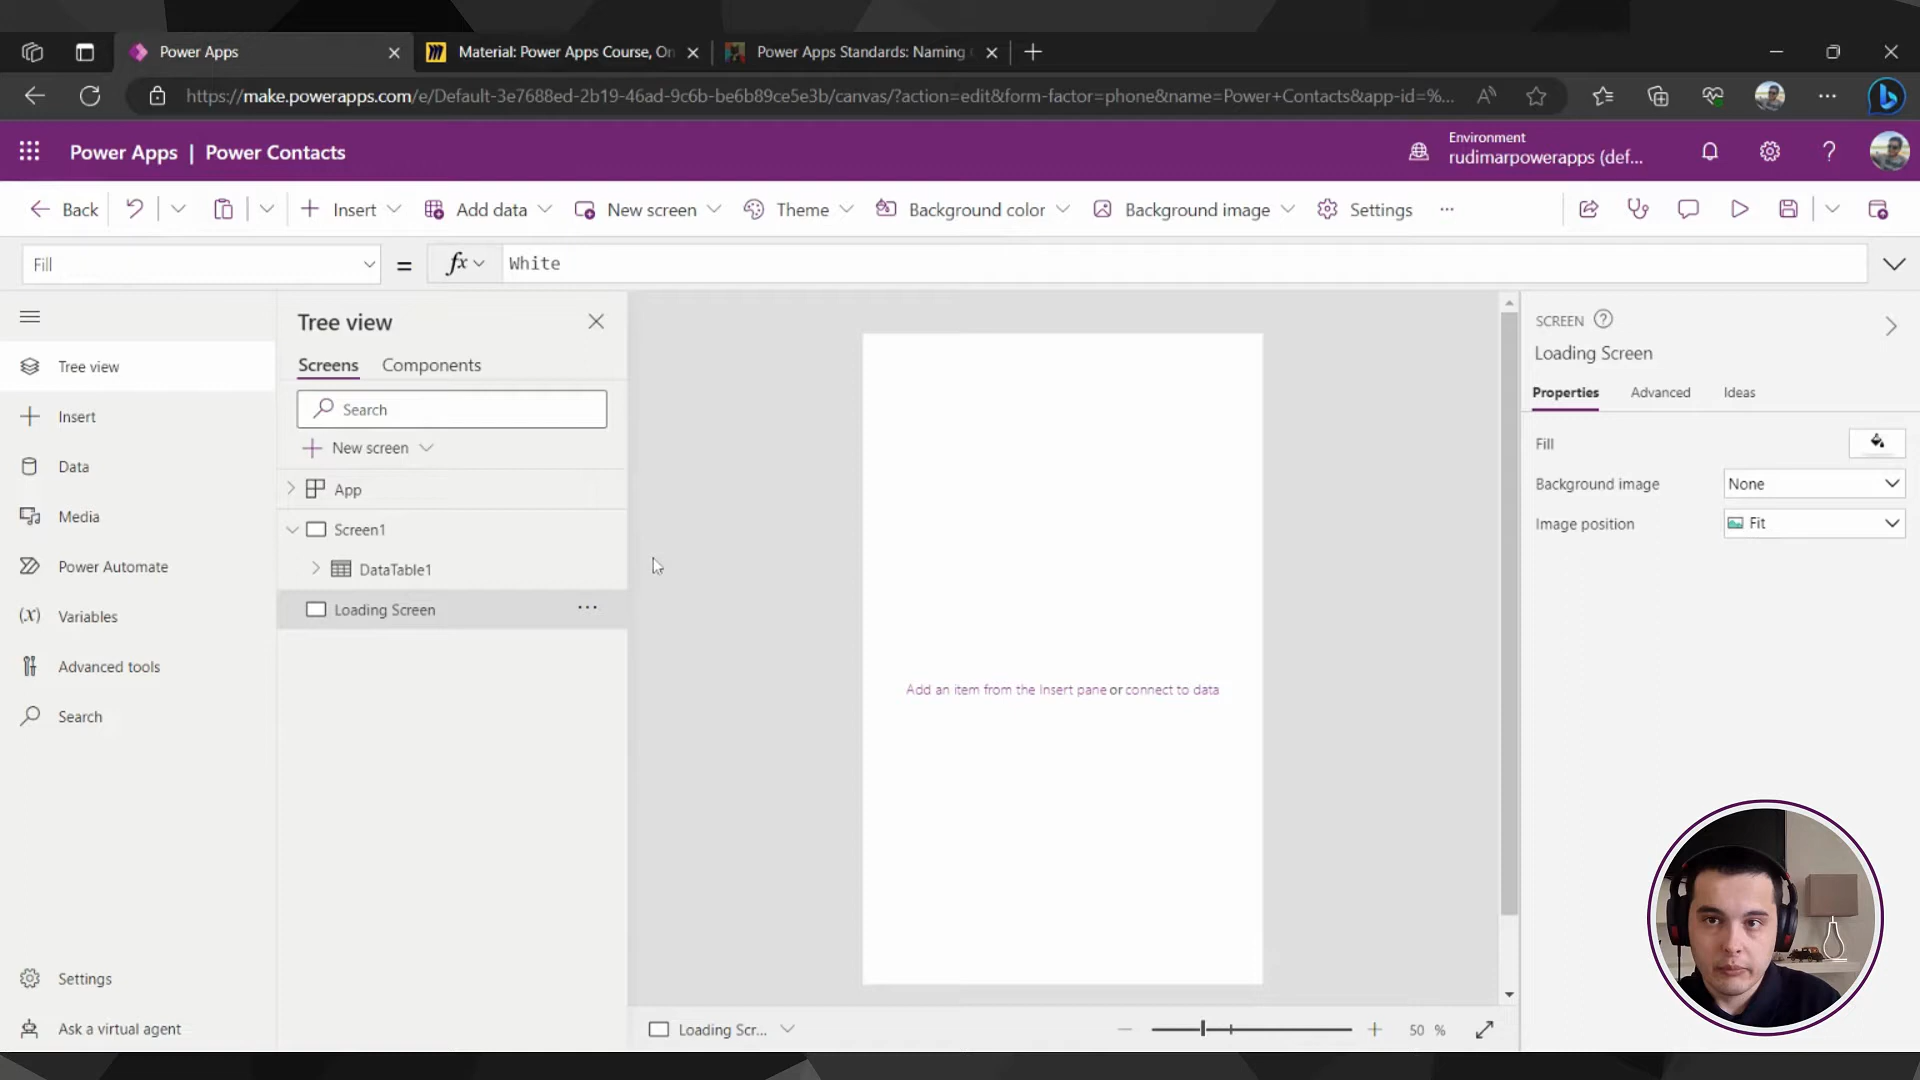 Power Apps
Material: Power Apps Course, On
Power Apps Standards: Naming
https://make.powerapps.com/e/Default-3e7688ed-2b19-46ad-9c6b-be6b89ce5e3b/canvas/?action=edit&form-factor=phone&name=Power+Contacts&app-id=%...
Power Apps | Power Contacts
Environment
rudimarpowerapps (def...
Back
Insert
Add data
New screen
Theme
Background color
Background image
Settings
Fill
=
fx
White
Tree view
Screens
Components
Search
New screen
App
Screen1
DataTable1
Loading Screen
Tree view
Insert
Data
Media
Power Automate
Variables
Advanced tools
Search
Settings
Ask a virtual agent
Add an item from the Insert pane or connect to data
Loading Scr...
50 %
SCREEN
Loading Screen
Properties
Advanced
Ideas
Fill
Background image
None
Image position
Fit